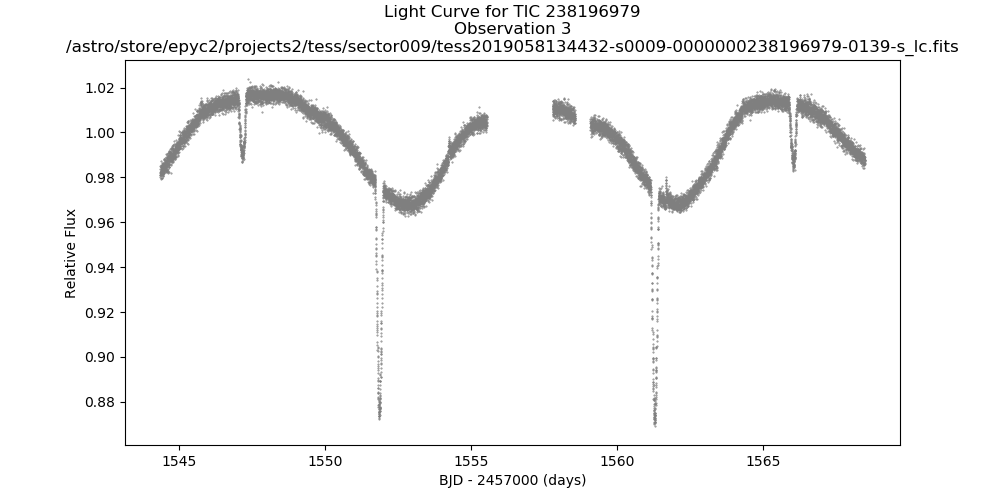 Light Curve for TIC 238196979
Observation 3
/astro/store/epyc2/projects2/tess/sector009/tess2019058134432-s0009-0000000238196979-0139-s_lc.fits
1.02
1.00
0.98
0.96
0.94
0.92
0.90
0.88
Relative Flux
1545
1550
1555
1560
1565
BJD - 2457000 (days)